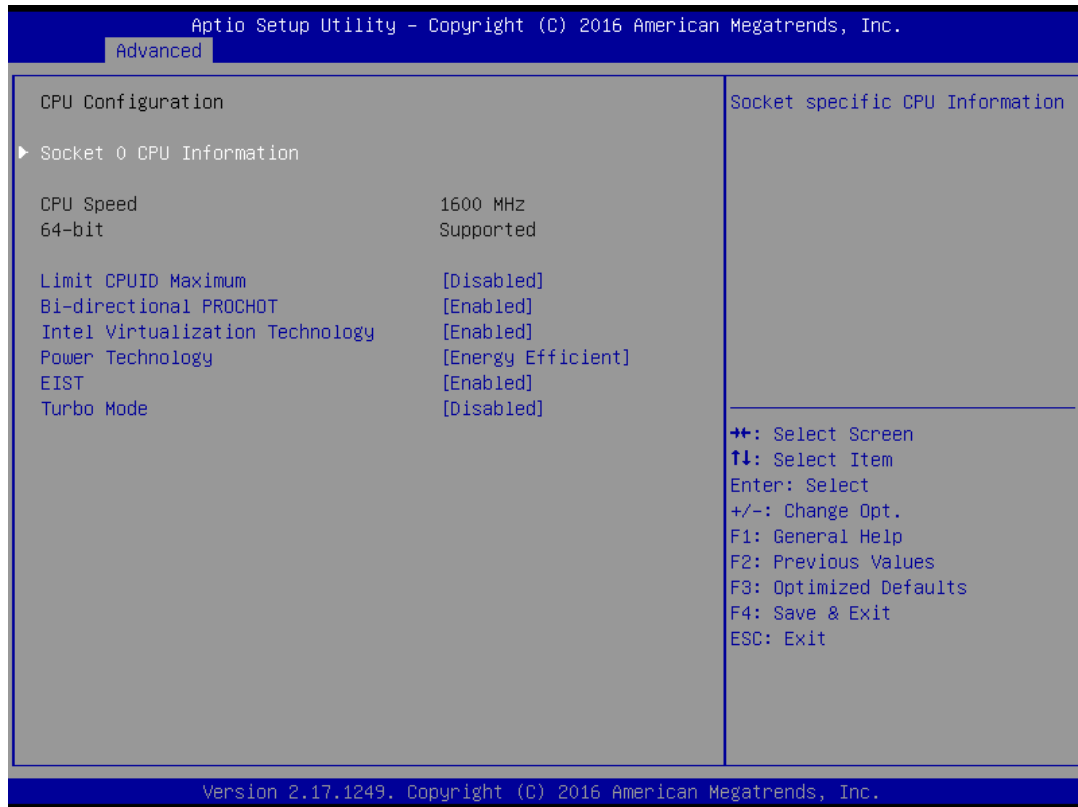 Aptio Setup Utility – Copyright (C) 2016 American Megatrends, Inc.
Advanced
CPU Configuration
Socket 0 CPU Information
CPU Speed 1600 MHz
64-bit Supported
Limit CPUID Maximum [Disabled]
Bi-directional PROCHOT [Enabled]
Intel Virtualization Technology [Enabled]
Power Technology [Energy Efficient]
EIST [Enabled]
Turbo Mode [Disabled]
Socket specific CPU Information
→←: Select Screen
↑↓: Select Item
Enter: Select
+/-: Change Opt.
F1: General Help
F2: Previous Values
F3: Optimized Defaults
F4: Save & Exit
ESC: Exit
Version 2.17.1249. Copyright (C) 2016 American Megatrends, Inc.